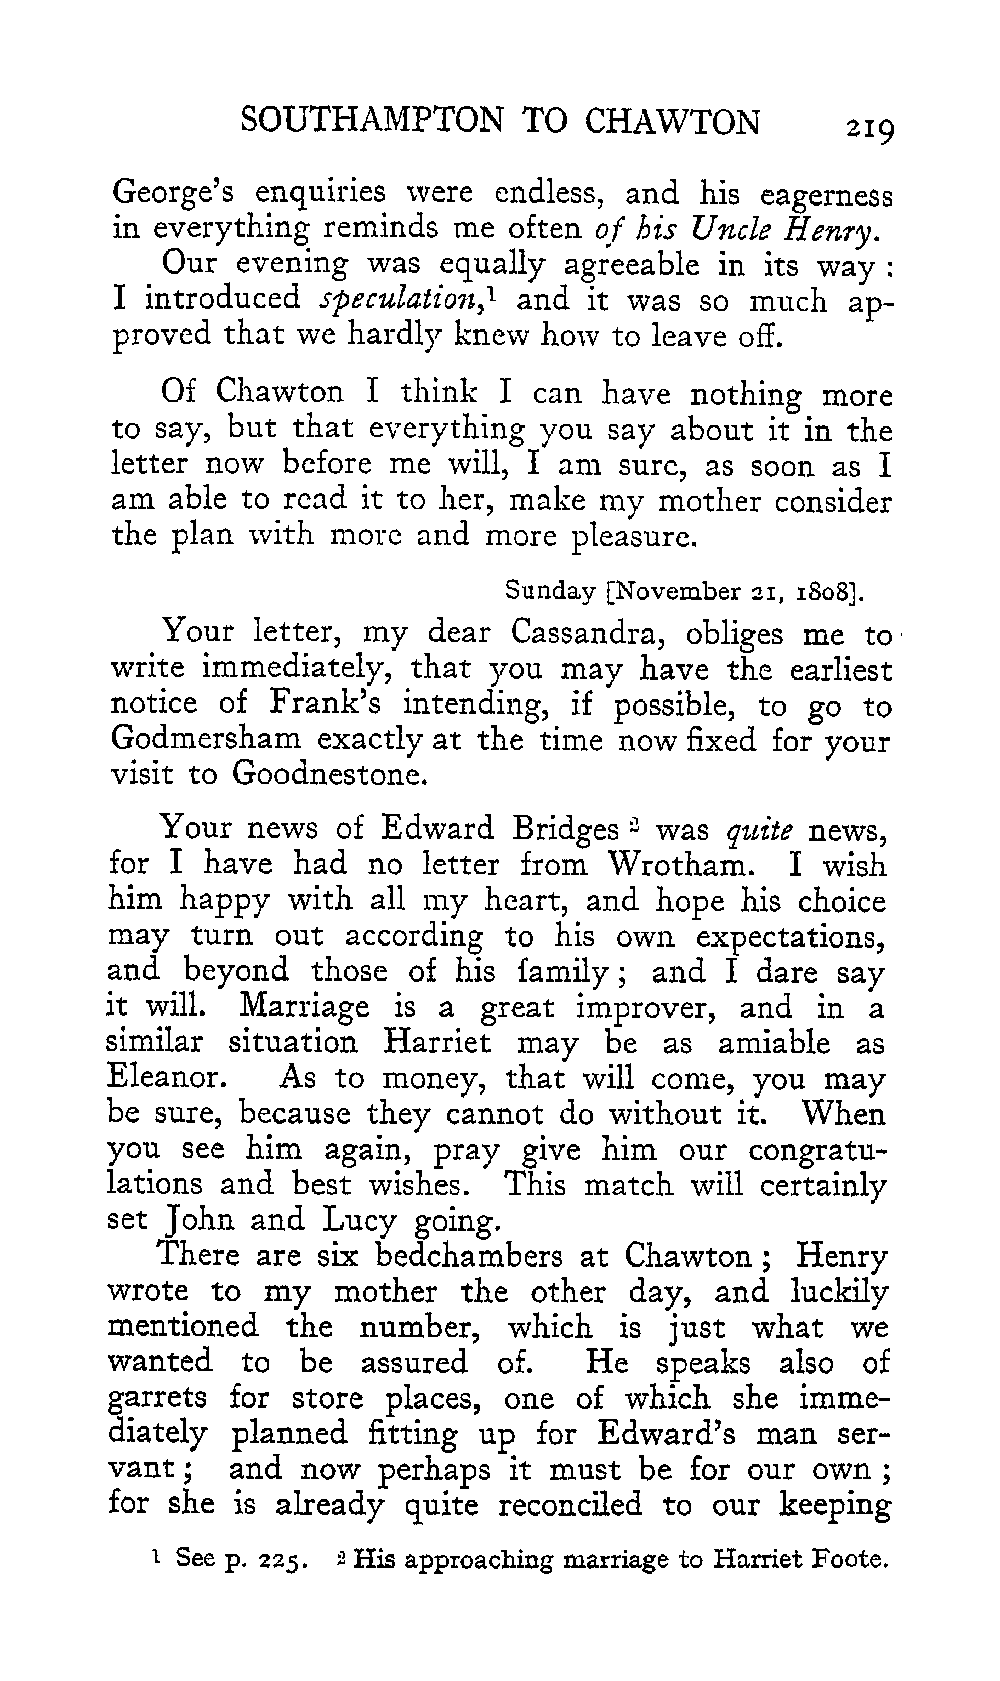 SOUTHAMPTON TO CHAWTON 219
George's enquiries were endless, and his eagerness
in everything reminds me often of his Uncle Henry.
Our evening was equally agreeable in its way :
I introduced speculation,¹ and it was so much ap-
proved that we hardly knew how to leave off.
Of Chawton I think I can have nothing more
to say, but that everything you say about it in the
letter now before me will, I am sure, as soon as I
am able to read it to her, make my mother consider
the plan with more and more pleasure.
Sunday [November 21, 1808].
Your letter, my dear Cassandra, obliges me to
write immediately, that you may have the earliest
notice of Frank's intending, if possible, to go to
Godmersham exactly at the time now fixed for your
visit to Goodnestone.
Your news of Edward Bridges ² was quite news,
for I have had no letter from Wrotham. I wish
him happy with all my heart, and hope his choice
may turn out according to his own expectations,
and beyond those of his family ; and I dare say
it will. Marriage is a great improver, and in a
similar situation Harriet may be as amiable as
Eleanor. As to money, that will come, you may
be sure, because they cannot do without it. When
you see him again, pray give him our congratu-
lations and best wishes. This match will certainly
set John and Lucy going.
There are six bedchambers at Chawton ; Henry
wrote to my mother the other day, and luckily
mentioned the number, which is just what we
wanted to be assured of. He speaks also of
garrets for store places, one of which she imme-
diately planned fitting up for Edward's man ser-
vant ; and now perhaps it must be for our own ;
for she is already quite reconciled to our keeping
¹ See p. 225. ² His approaching marriage to Harriet Foote.